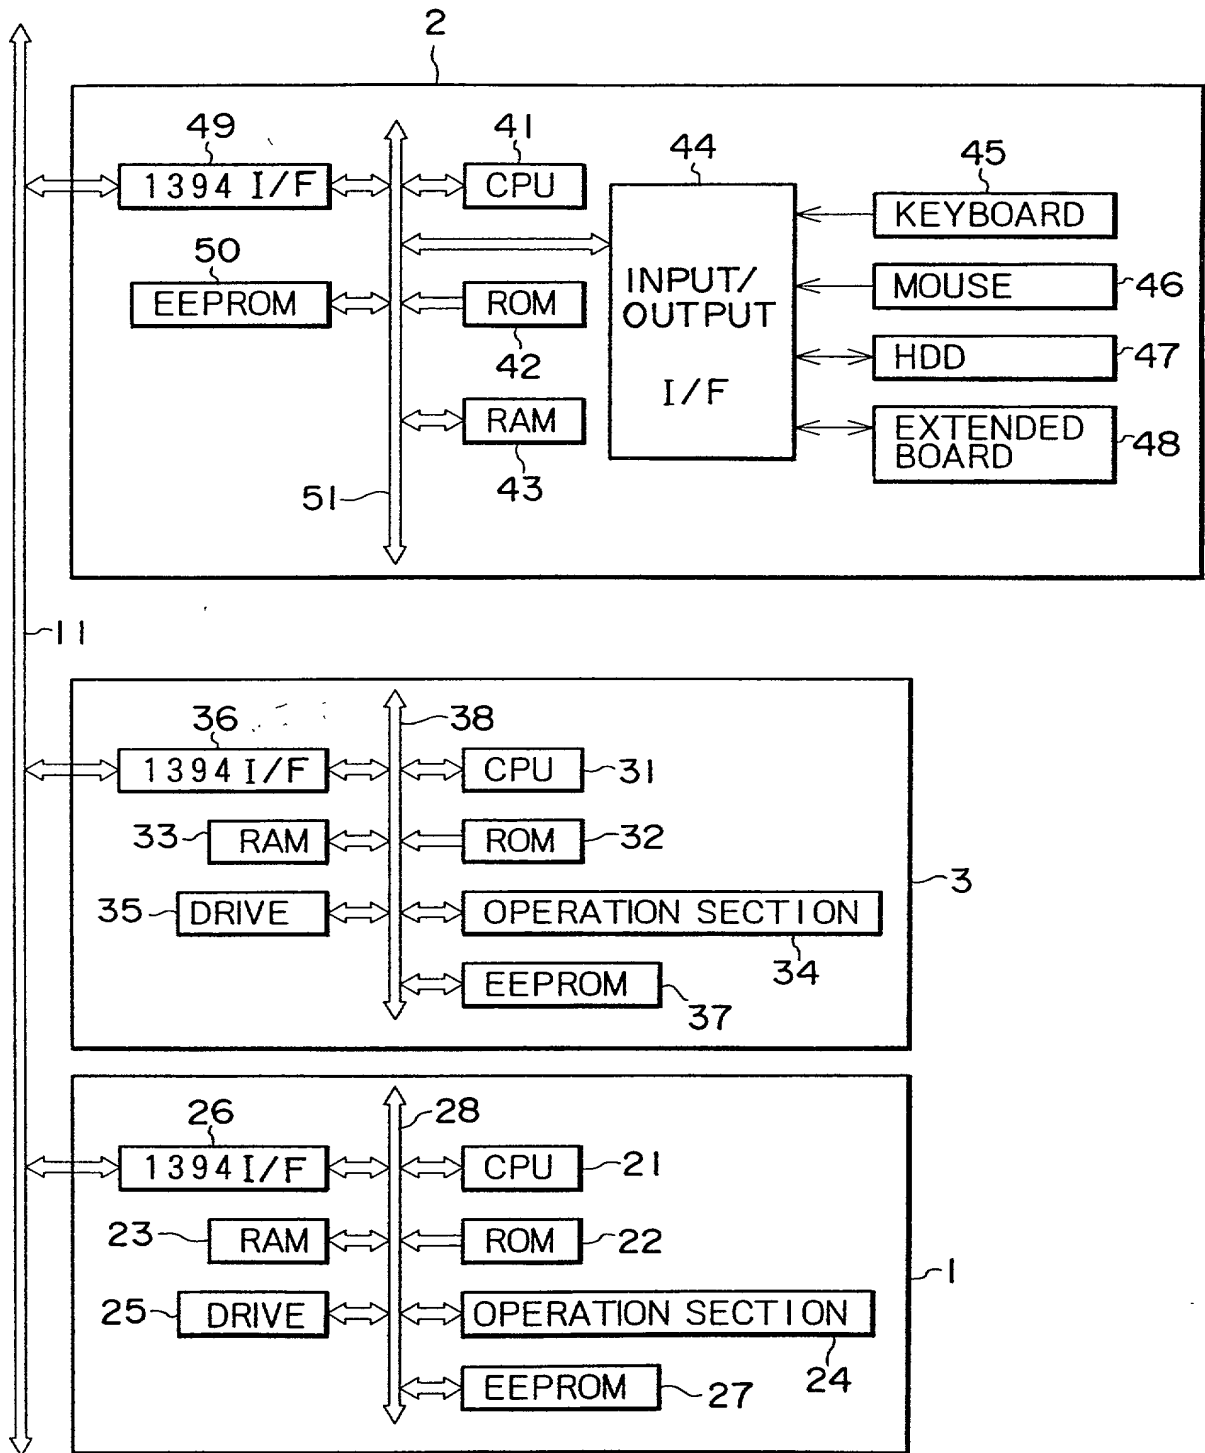 2
49 41 44 45
1394 I/F CPU KEYBOARD
50 INPUT/ MOUSE 46
EEPROM ROM OUTPUT
42 I/F HDD 47
RAM EXTENDED
BOARD 48
51 43
11
36 38
1394 I/F CPU 31
33 RAM ROM 32
35 DRIVE OPERATION SECTION 3
34
EEPROM 37
26 28
1394 I/F CPU 21
23 RAM ROM 22
1
25 DRIVE OPERATION SECTION
24
EEPROM 27